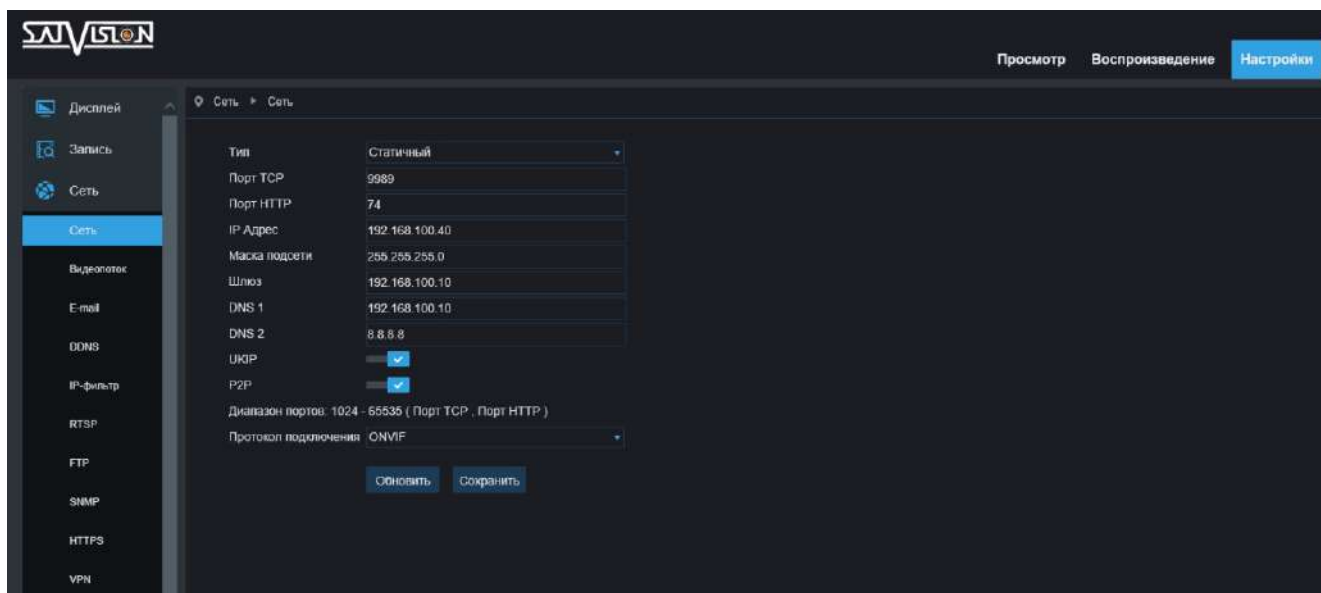 SATVISION
Просмотр Воспроизведение Настройки
Дисплей
Запись
Сеть
Сеть
Видеопоток
E-mail
DDNS
IP-фильтр
RTSP
FTP
SNMP
HTTPS
VPN
Сеть Сеть
Тип Статичный
Порт TCP 9989
Порт HTTP 74
IP Адрес 192.168.100.40
Маска подсети 255.255.255.0
Шлюз 192.168.100.10
DNS 1 192.168.100.10
DNS 2 8.8.8.8
UKIP
P2P
Диапазон портов: 1024 - 65535 ( Порт TCP , Порт HTTP )
Протокол подключения ONVIF
Обновить Сохранить